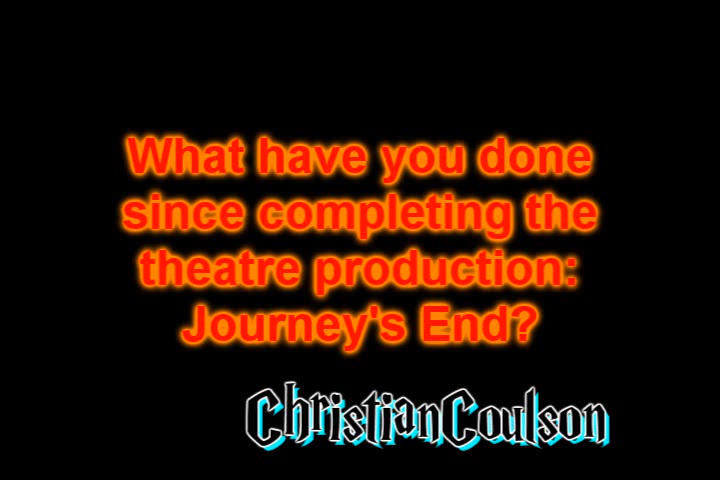 What have you done
since completing the
theatre production:
Journey's End?
ChristianCoulson